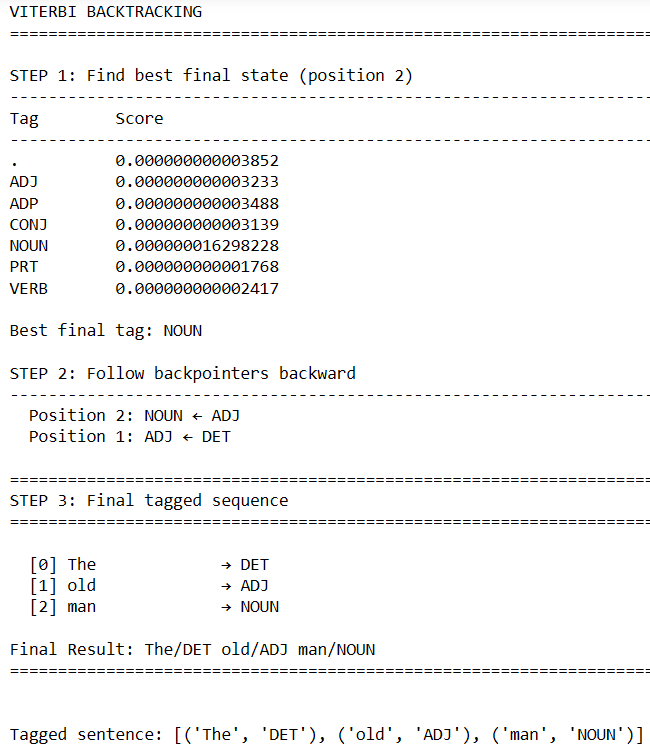 VITERBI BACKTRACKING
===================================================================
STEP 1: Find best final state (position 2)
-------------------------------------------------------------------
Tag        Score
-------------------------------------------------------------------
.          0.000000000003852
ADJ        0.000000000003233
ADP        0.000000000003488
CONJ       0.000000000003139
NOUN       0.000000016298228
PRT        0.000000000001768
VERB       0.000000000002417
Best final tag: NOUN
STEP 2: Follow backpointers backward
-------------------------------------------------------------------
  Position 2: NOUN ← ADJ
  Position 1: ADJ ← DET
===================================================================
STEP 3: Final tagged sequence
===================================================================
  [0] The             → DET
  [1] old             → ADJ
  [2] man             → NOUN
Final Result: The/DET old/ADJ man/NOUN
===================================================================
Tagged sentence: [('The', 'DET'), ('old', 'ADJ'), ('man', 'NOUN')]